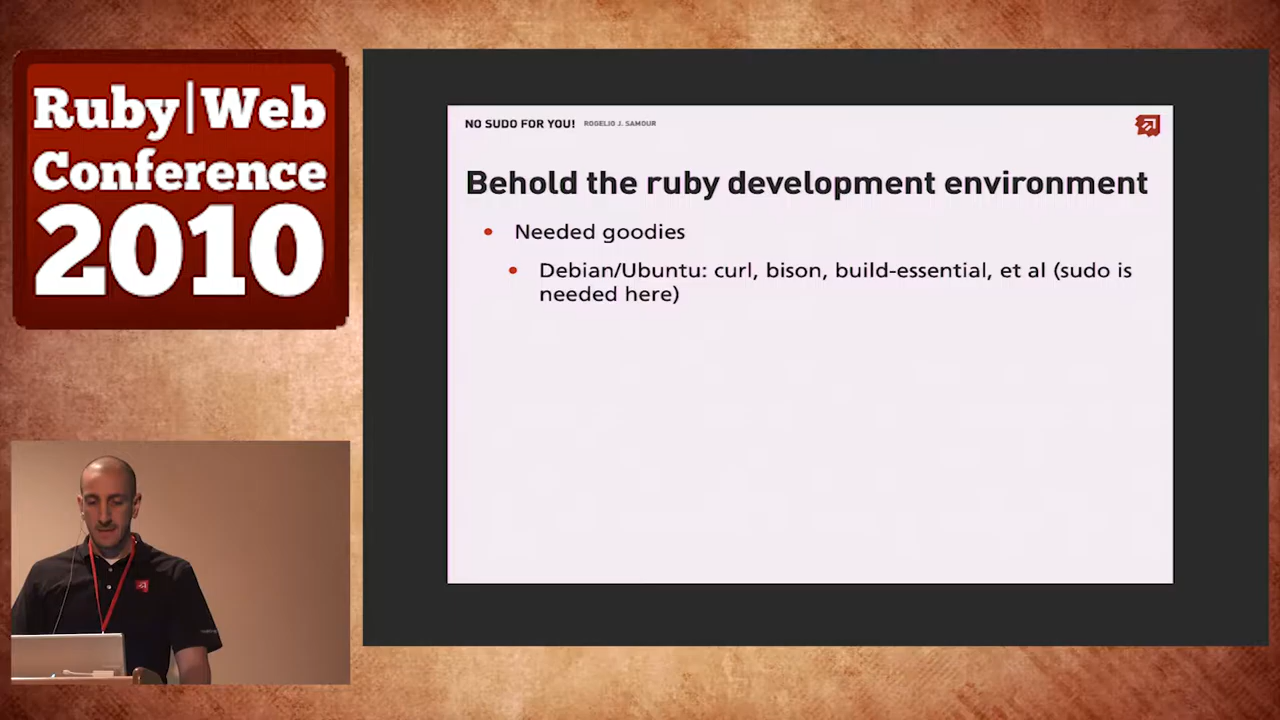 Ruby|Web
Conference
2010
NO SUDO FOR YOU! ROGELIO J. SAMOUR
Behold the ruby development environment
• Needed goodies
• Debian/Ubuntu: curl, bison, build-essential, et al (sudo is
needed here)